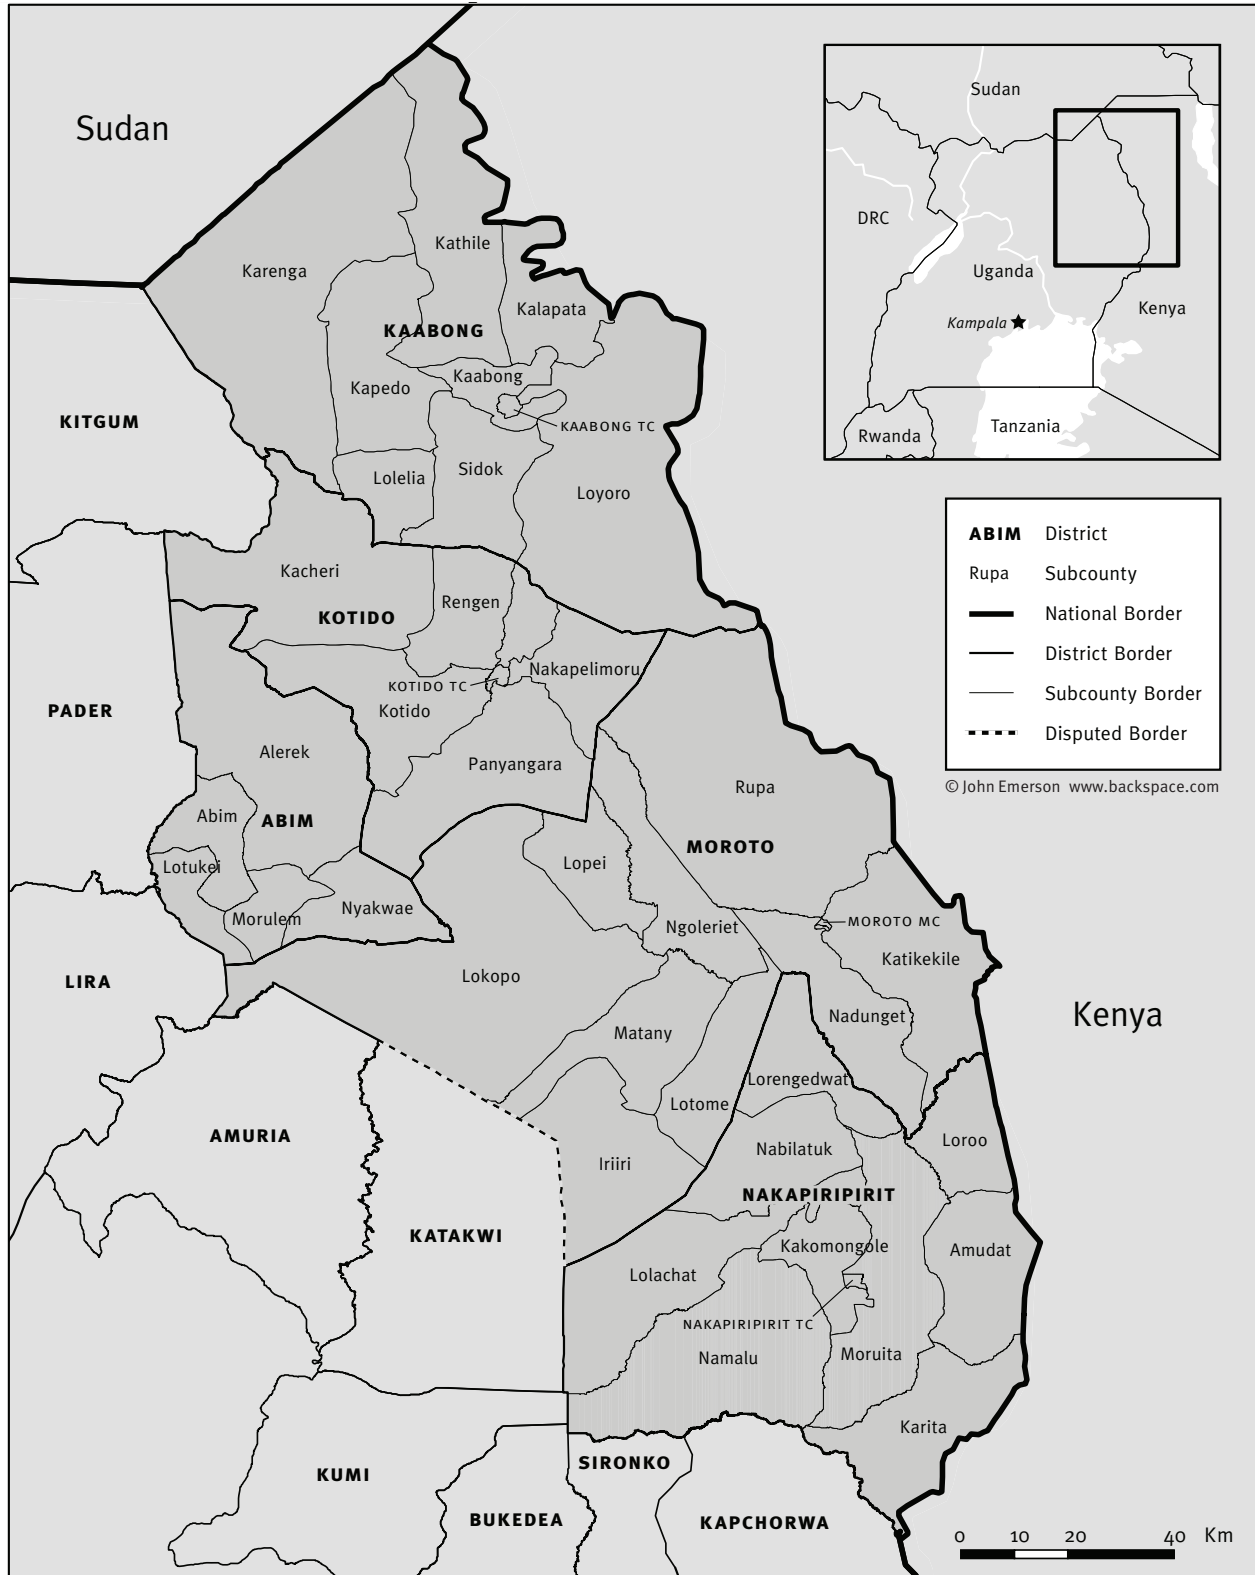 Sudan
Sudan
DRC
Uganda
Kampala
Kenya
Rwanda
Tanzania
Karenga
Kathile
Kalapata
KAABONG
Kapedo
Kaabong
KAABONG TC
KITGUM
Lolelia
Sidok
Loyoro
ABIM District
Rupa Subcounty
National Border
District Border
Subcounty Border
Disputed Border
© John Emerson www.backspace.com
Kacheri
Rengen
KOTIDO
Nakapelimoru
KOTIDO TC
Kotido
PADER
Alerek
Panyangara
Rupa
Abim
ABIM
MOROTO
Lotukei
Lopei
Morulem
Nyakwae
Ngoleriet
MOROTO MC
Katikekile
LIRA
Lokopo
Nadunget
Kenya
Matany
Lorengedwat
Lotome
AMURIA
Loroo
Nabilatuk
Iriiri
NAKAPIRIPIRIT
KATAKWI
Kakomongole
Amudat
Lolachat
NAKAPIRIPIRIT TC
Namalu
Moruita
Karita
KUMI
SIRONKO
BUKEDEA
KAPCHORWA
0 10 20 40 Km